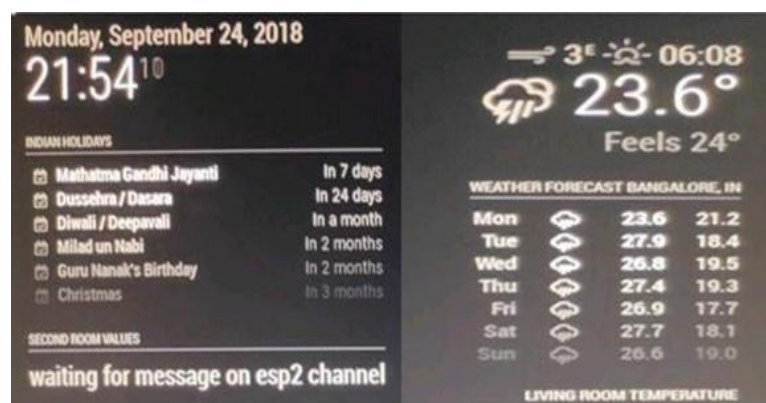 Monday, September 24, 2018
21:54 10
INDIAN HOLIDAYS
Mathatma Gandhi Jayanti In 7 days
Dussehra / Dasara In 24 days
Diwali / Deepavali In a month
Milad un Nabi In 2 months
Guru Nanak's Birthday In 2 months
Christmas In 3 months
SECOND ROOM VALUES
waiting for message on esp2 channel
3 E 06:08
23.6°
Feels 24°
WEATHER FORECAST BANGALORE, IN
Mon 23.6 21.2
Tue 27.9 18.4
Wed 26.8 19.5
Thu 27.4 19.3
Fri 26.9 17.7
Sat 27.7 18.1
Sun 26.6 19.0
LIVING ROOM TEMPERATURE